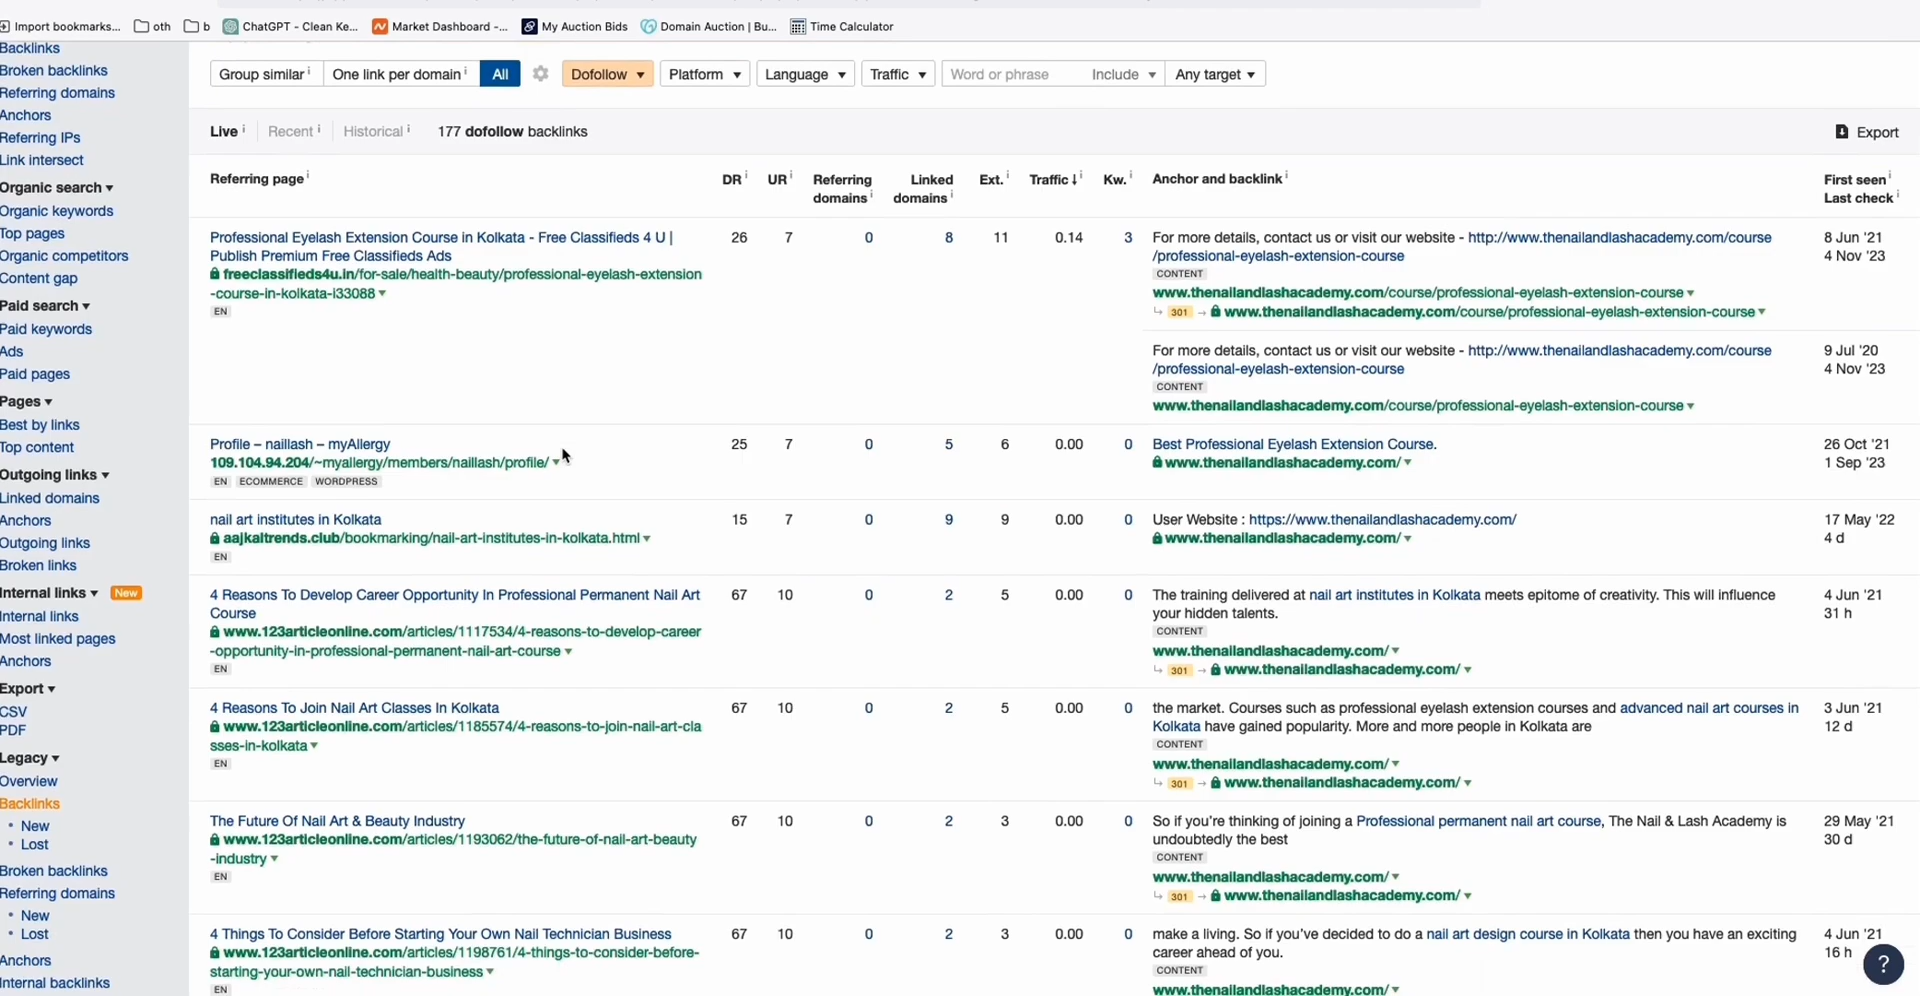 Import bookmarks... oth b ChatGPT - Clean Ke... Market Dashboard -... My Auction Bids Domain Auction | Bu... Time Calculator
Backlinks
Broken backlinks
Referring domains
Anchors
Referring IPs
Link intersect
Organic search
Organic keywords
Top pages
Organic competitors
Content gap
Paid search
Paid keywords
Ads
Paid pages
Pages
Best by links
Top content
Outgoing links
Linked domains
Anchors
Outgoing links
Broken links
Internal links New
Internal links
Most linked pages
Anchors
Export
CSV
PDF
Legacy
Overview
Backlinks
• New
• Lost
Broken backlinks
Referring domains
• New
• Lost
Anchors
Internal backlinks
Group similar i One link per domain i All Dofollow Platform Language Traffic Word or phrase Include Any target
Live i Recent i Historical i 177 dofollow backlinks Export
Referring page i DR i UR i Referring domains i Linked domains i Ext. i Traffic ↓ i Kw. i Anchor and backlink i First seen i Last check i
Professional Eyelash Extension Course in Kolkata - Free Classifieds 4 U |
Publish Premium Free Classifieds Ads
freeclassifieds4u.in/for-sale/health-beauty/professional-eyelash-extension
-course-in-kolkata-i33088
EN
26 7 0 8 11 0.14 3
For more details, contact us or visit our website - http://www.thenailandlashacademy.com/course
/professional-eyelash-extension-course
CONTENT
www.thenailandlashacademy.com/course/professional-eyelash-extension-course
301 → www.thenailandlashacademy.com/course/professional-eyelash-extension-course
8 Jun '21
4 Nov '23
For more details, contact us or visit our website - http://www.thenailandlashacademy.com/course
/professional-eyelash-extension-course
CONTENT
www.thenailandlashacademy.com/course/professional-eyelash-extension-course
9 Jul '20
4 Nov '23
Profile – naillash – myAllergy
109.104.94.204/~myallergy/members/naillash/profile/
EN ECOMMERCE WORDPRESS
25 7 0 5 6 0.00 0
Best Professional Eyelash Extension Course.
www.thenailandlashacademy.com/
26 Oct '21
1 Sep '23
nail art institutes in Kolkata
aajkaltrends.club/bookmarking/nail-art-institutes-in-kolkata.html
EN
15 7 0 9 9 0.00 0
User Website : https://www.thenailandlashacademy.com/
www.thenailandlashacademy.com/
17 May '22
4 d
4 Reasons To Develop Career Opportunity In Professional Permanent Nail Art
Course
www.123articleonline.com/articles/1117534/4-reasons-to-develop-career
-opportunity-in-professional-permanent-nail-art-course
EN
67 10 0 2 5 0.00 0
The training delivered at nail art institutes in Kolkata meets epitome of creativity. This will influence
your hidden talents.
CONTENT
www.thenailandlashacademy.com/
301 → www.thenailandlashacademy.com/
4 Jun '21
31 h
4 Reasons To Join Nail Art Classes In Kolkata
www.123articleonline.com/articles/1185574/4-reasons-to-join-nail-art-cla
sses-in-kolkata
EN
67 10 0 2 5 0.00 0
the market. Courses such as professional eyelash extension courses and advanced nail art courses in
Kolkata have gained popularity. More and more people in Kolkata are
CONTENT
www.thenailandlashacademy.com/
301 → www.thenailandlashacademy.com/
3 Jun '21
12 d
The Future Of Nail Art & Beauty Industry
www.123articleonline.com/articles/1193062/the-future-of-nail-art-beauty
-industry
EN
67 10 0 2 3 0.00 0
So if you're thinking of joining a Professional permanent nail art course, The Nail & Lash Academy is
undoubtedly the best
CONTENT
www.thenailandlashacademy.com/
301 → www.thenailandlashacademy.com/
29 May '21
30 d
4 Things To Consider Before Starting Your Own Nail Technician Business
www.123articleonline.com/articles/1198761/4-things-to-consider-before-
starting-your-own-nail-technician-business
EN
67 10 0 2 3 0.00 0
make a living. So if you've decided to do a nail art design course in Kolkata then you have an exciting
career ahead of you.
CONTENT
www.thenailandlashacademy.com/
4 Jun '21
16 h
?